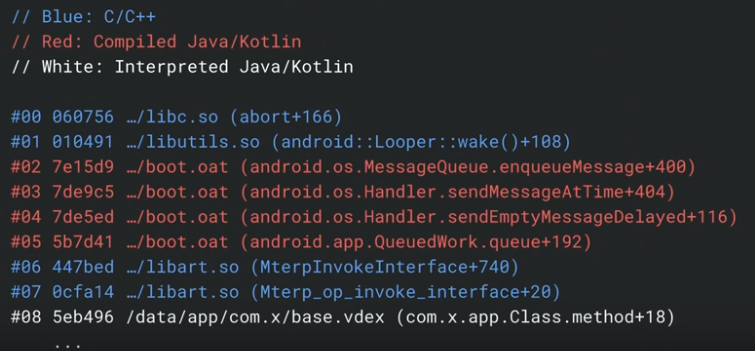 // Blue: C/C++
// Red: Compiled Java/Kotlin
// White: Interpreted Java/Kotlin
#00 060756 …/libc.so (abort+166)
#01 010491 …/libutils.so (android::Looper::wake()+108)
#02 7e15d9 …/boot.oat (android.os.MessageQueue.enqueueMessage+400)
#03 7de9c5 …/boot.oat (android.os.Handler.sendMessageAtTime+404)
#04 7de5ed …/boot.oat (android.os.Handler.sendEmptyMessageDelayed+116)
#05 5b7d41 …/boot.oat (android.app.QueuedWork.queue+192)
#06 447bed …/libart.so (MterpInvokeInterface+740)
#07 0cfa14 …/libart.so (Mterp_op_invoke_interface+20)
#08 5eb496 /data/app/com.x/base.vdex (com.x.app.Class.method+18)
...